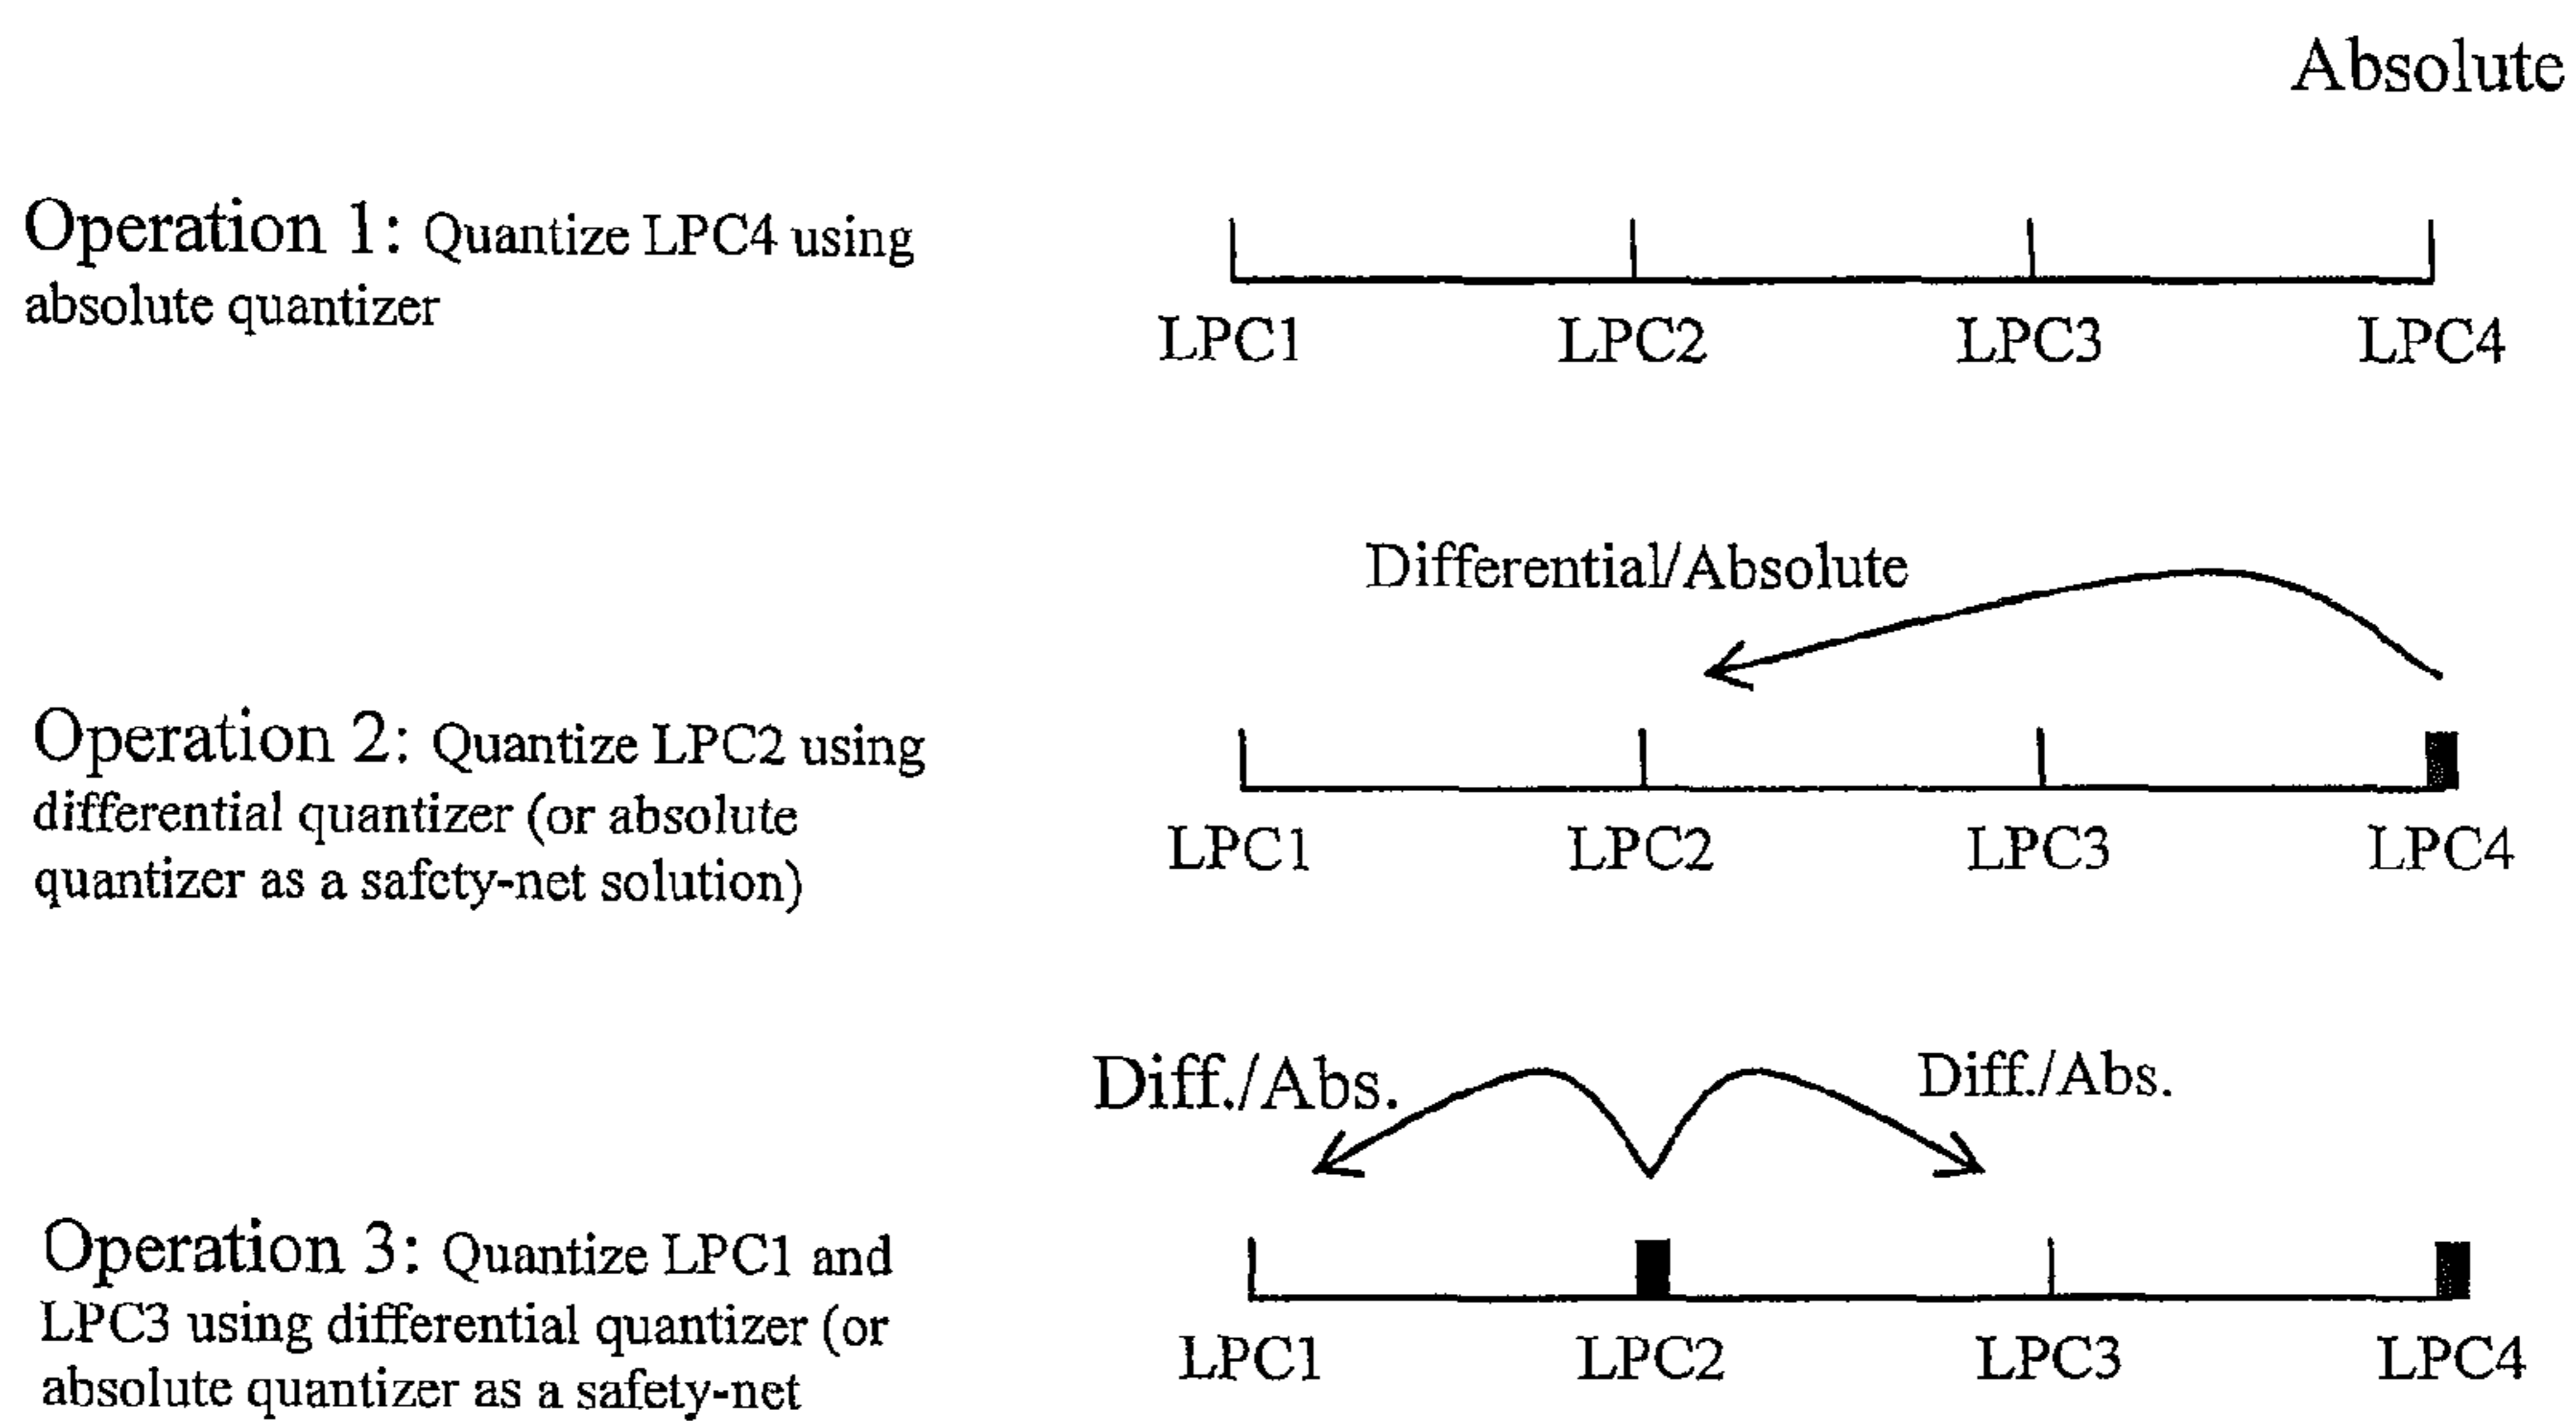 Absolute
Operation 1: Quantize LPC4 using
absolute quantizer
LPC1 LPC2 LPC3 LPC4
Differential/Absolute
Operation 2: Quantize LPC2 using
differential quantizer (or absolute
quantizer as a safety-net solution)
LPC1 LPC2 LPC3 LPC4
Diff./Abs. Diff./Abs.
Operation 3: Quantize LPC1 and
LPC3 using differential quantizer (or
absolute quantizer as a safety-net
LPC1 LPC2 LPC3 LPC4